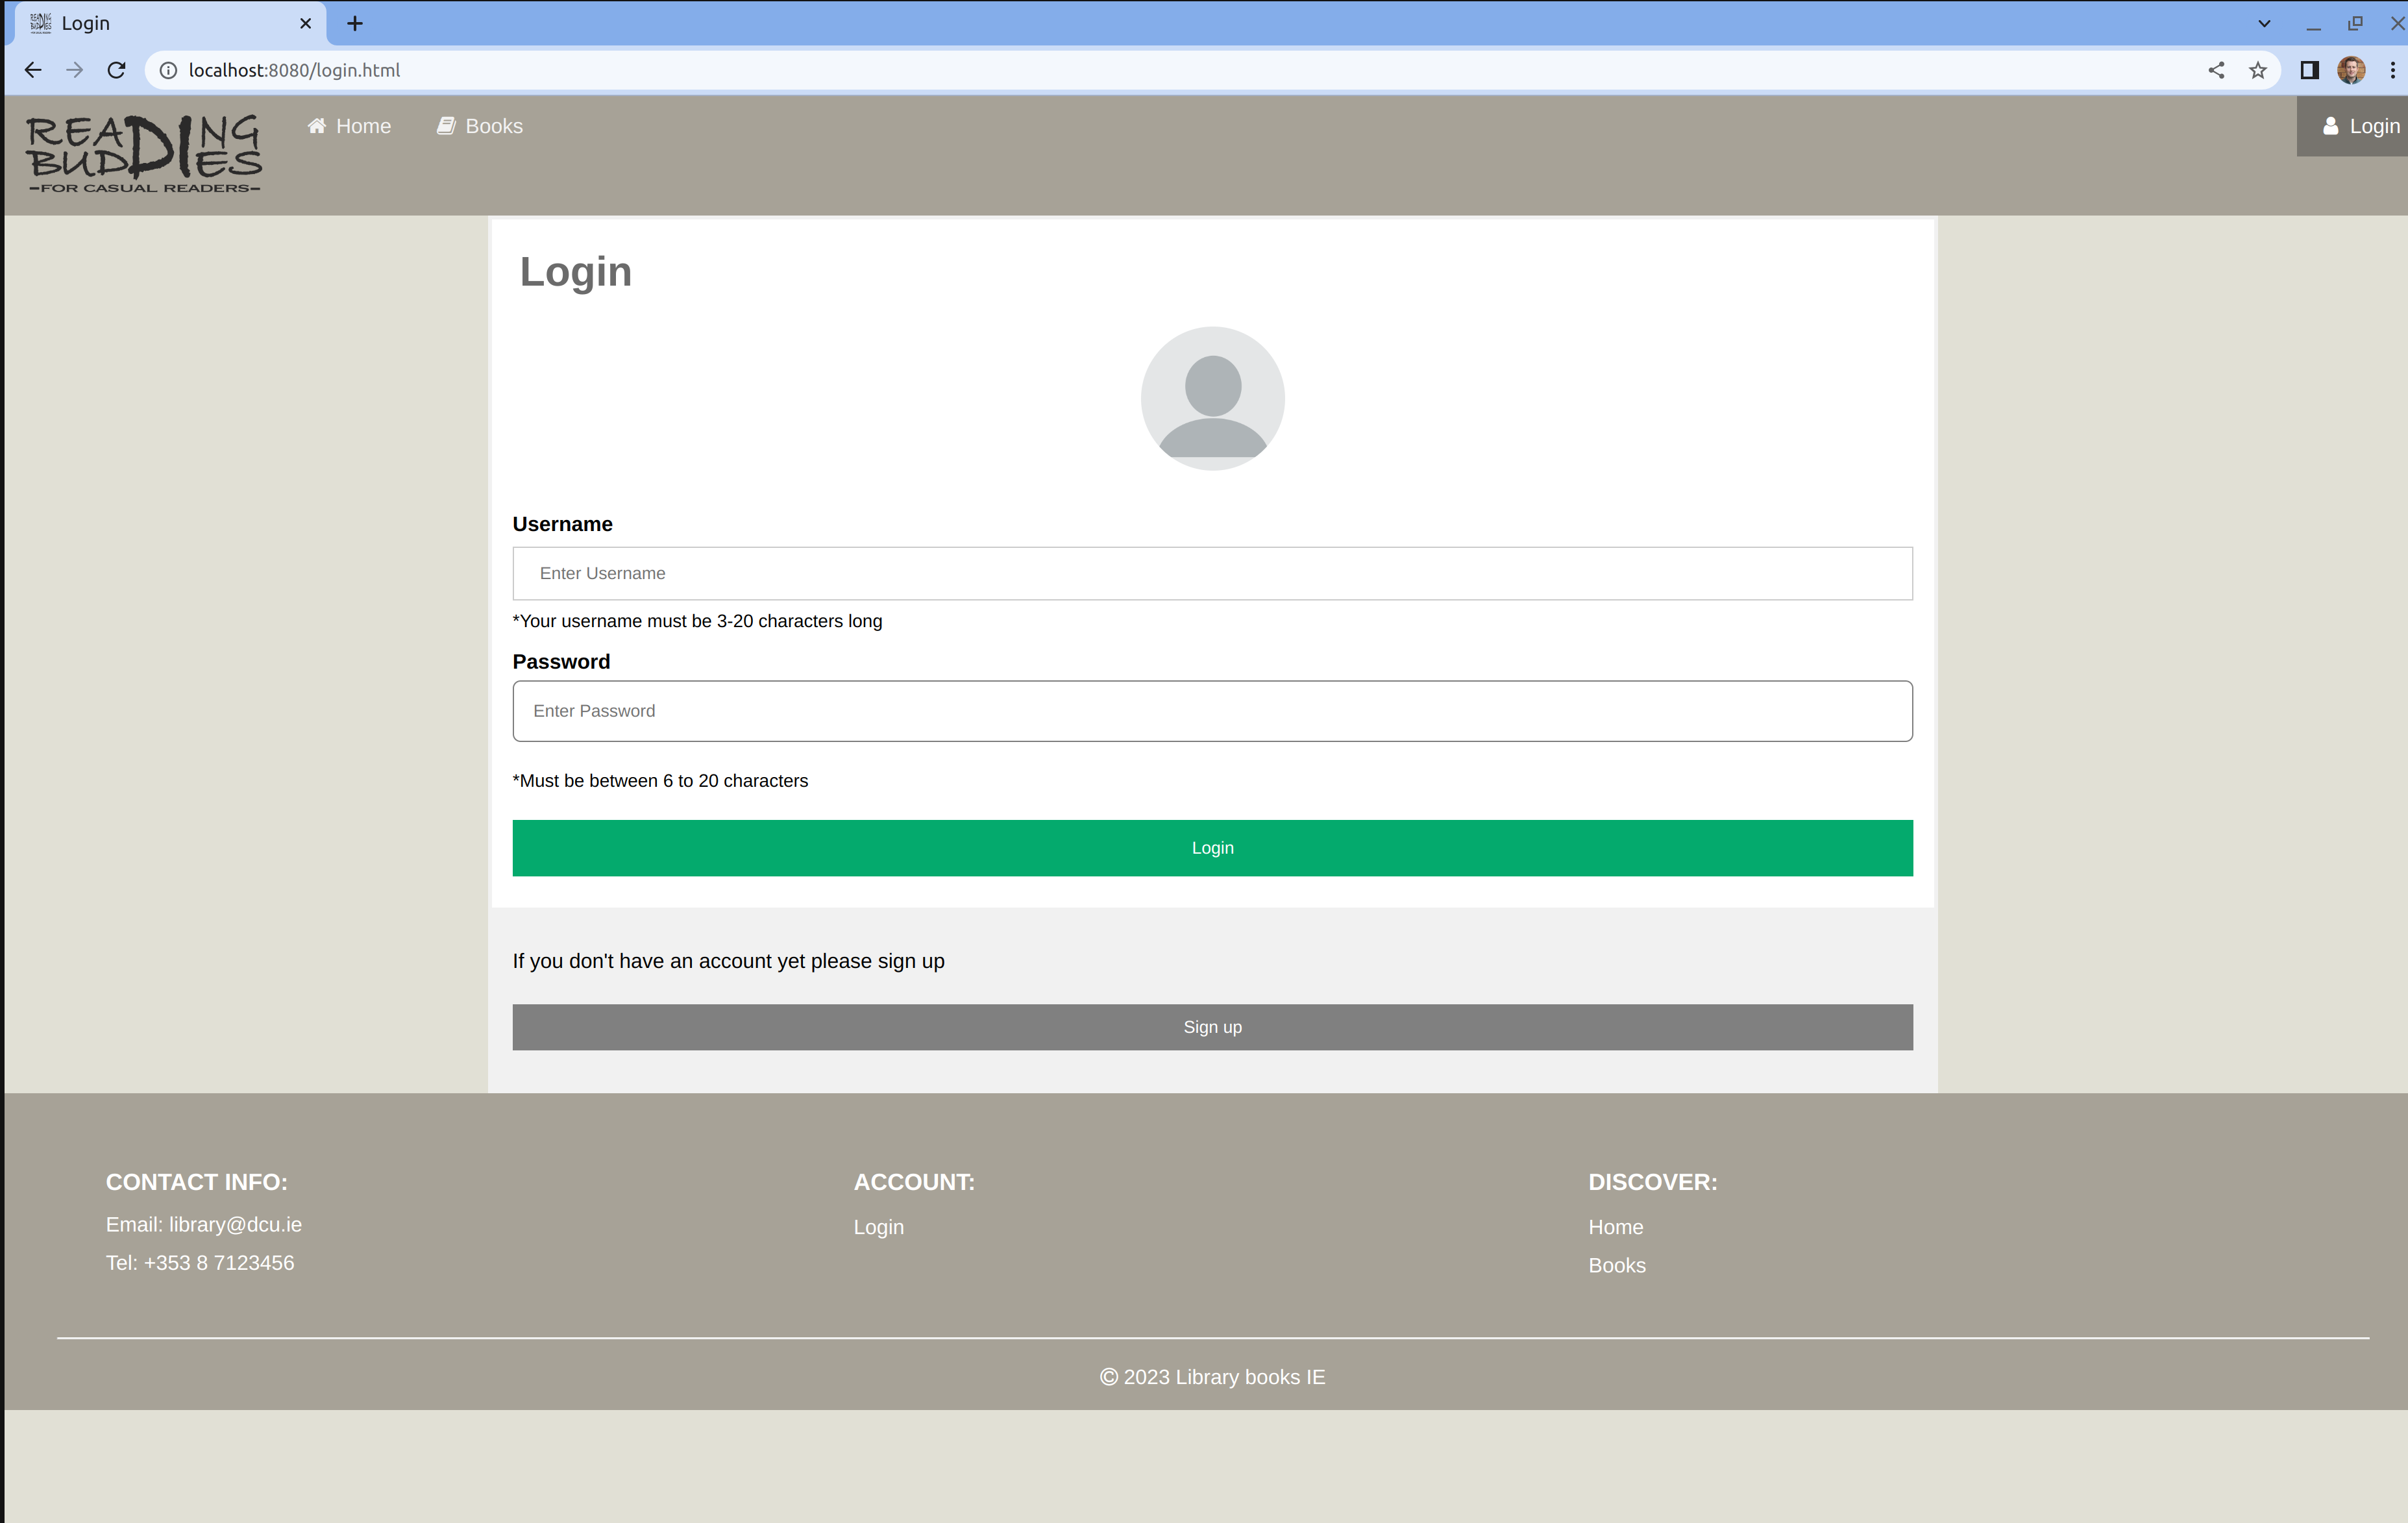 Login
localhost:8080/login.html
READING
BUDDIES
-FOR CASUAL READERS-
Home
Books
Login
Login
Username
Enter Username
*Your username must be 3-20 characters long
Password
Enter Password
*Must be between 6 to 20 characters
Login
If you don't have an account yet please sign up
Sign up
CONTACT INFO:
Email: library@dcu.ie
Tel: +353 8 7123456
ACCOUNT:
Login
DISCOVER:
Home
Books
© 2023 Library books IE